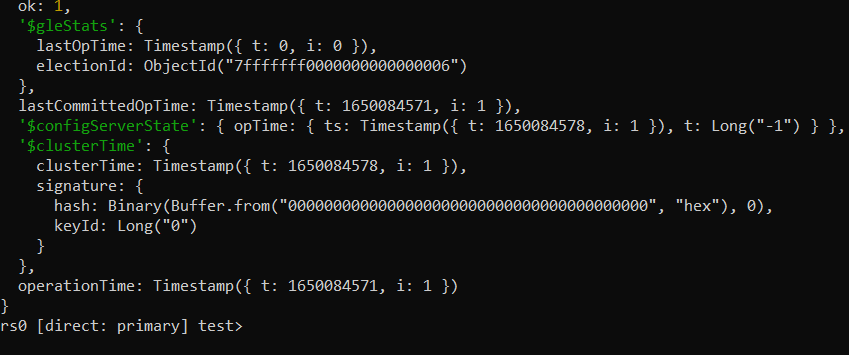 ok: 1,
'$gleStats': {
lastOpTime: Timestamp({ t: 0, i: 0 }),
electionId: ObjectId("7fffffff0000000000000006")
},
lastCommittedOpTime: Timestamp({ t: 1650084571, i: 1 }),
'$configServerState': { opTime: { ts: Timestamp({ t: 1650084578, i: 1 }), t: Long("-1") } },
'$clusterTime': {
clusterTime: Timestamp({ t: 1650084578, i: 1 }),
signature: {
hash: Binary(Buffer.from("0000000000000000000000000000000000000000", "hex"), 0),
keyId: Long("0")
}
},
operationTime: Timestamp({ t: 1650084571, i: 1 })
}
rs0 [direct: primary] test>